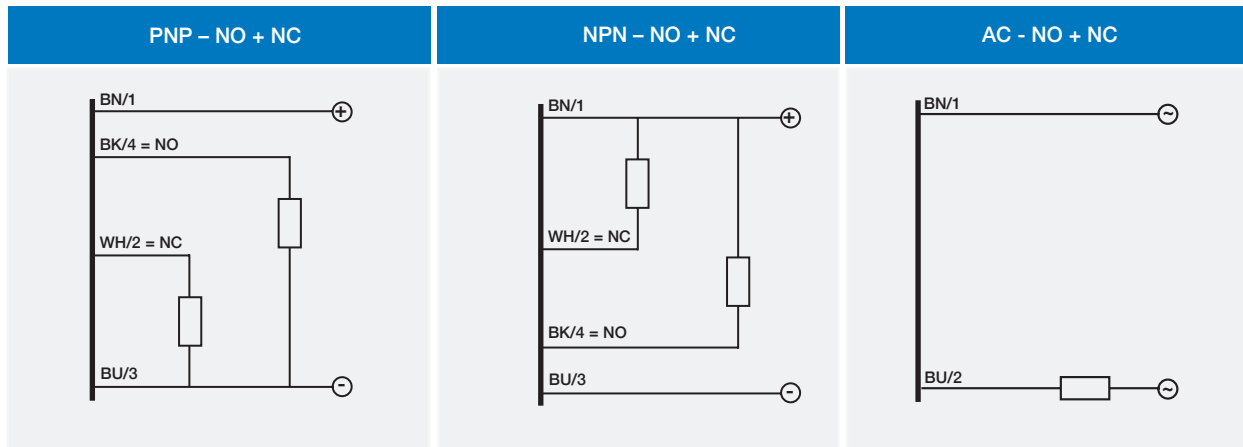 PNP – NO + NC
BN/1
+
BK/4 = NO
WH/2 = NC
BU/3
-
NPN – NO + NC
BN/1
+
WH/2 = NC
BK/4 = NO
BU/3
-
AC - NO + NC
BN/1
~
BU/2
~